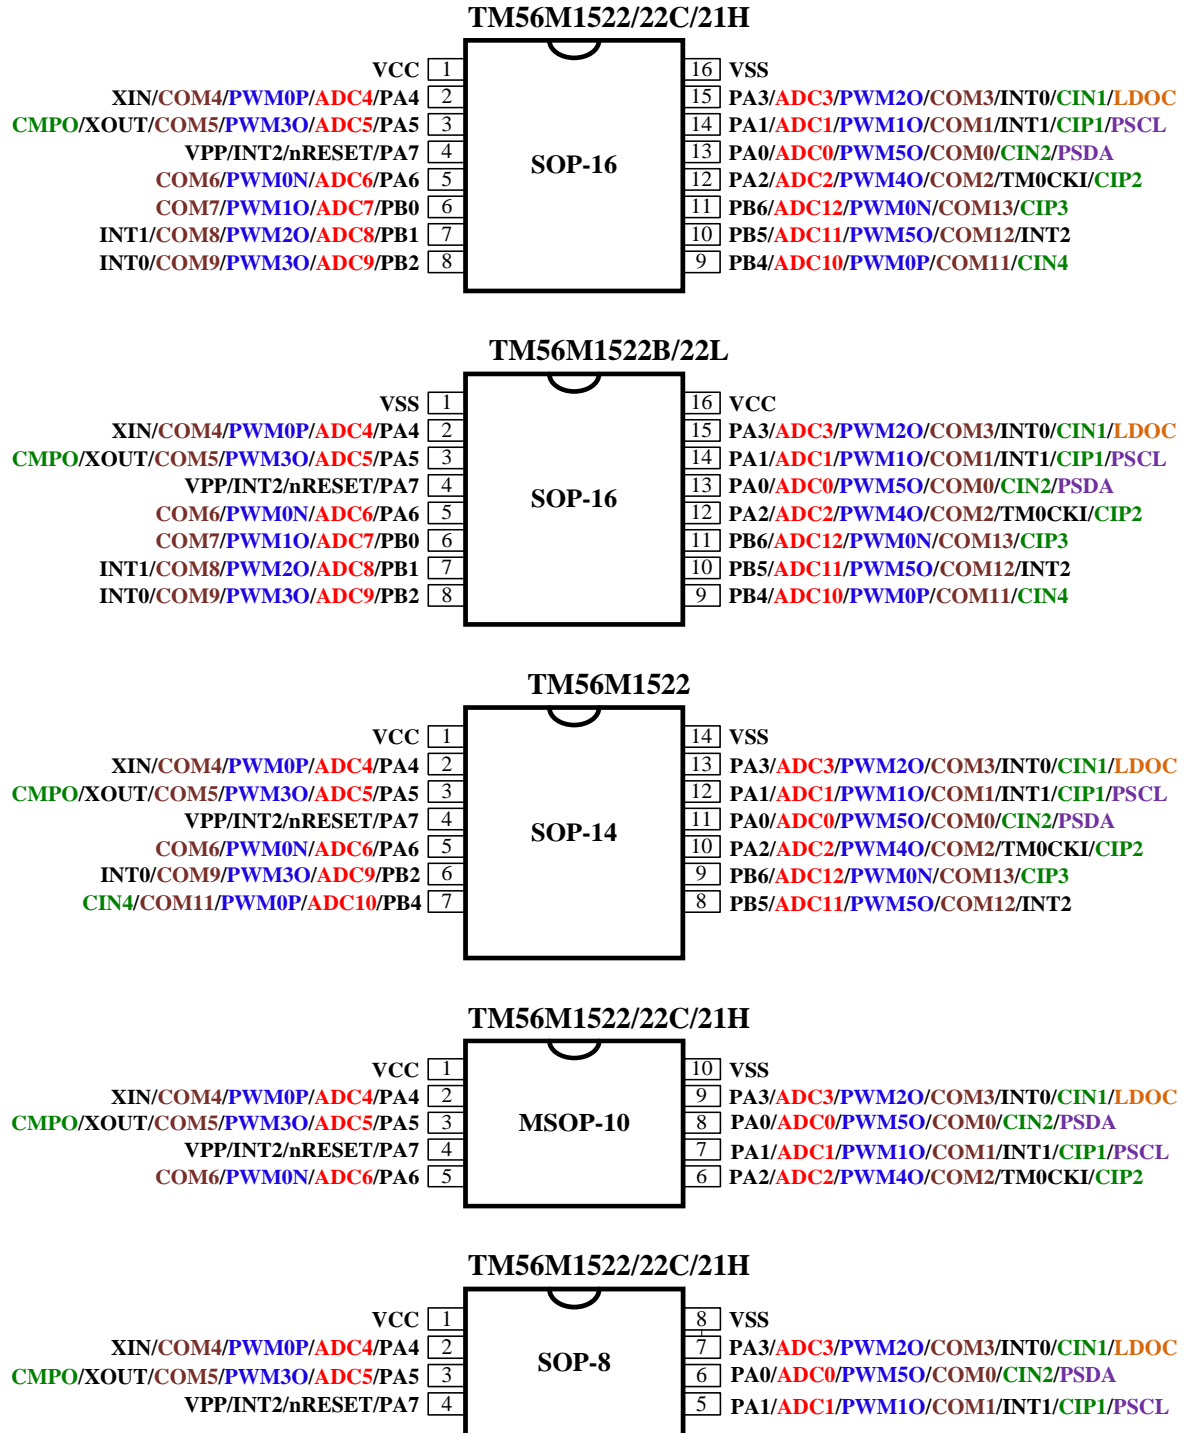 TM56M1522/22C/21H
VCC 1 16 VSS
XIN/COM4/PWM0P/ADC4/PA4 2 15 PA3/ADC3/PWM2O/COM3/INT0/CIN1/LDOC
CMPO/XOUT/COM5/PWM3O/ADC5/PA5 3 14 PA1/ADC1/PWM1O/COM1/INT1/CIP1/PSCL
VPP/INT2/nRESET/PA7 4 13 PA0/ADC0/PWM5O/COM0/CIN2/PSDA
SOP-16
COM6/PWM0N/ADC6/PA6 5 12 PA2/ADC2/PWM4O/COM2/TM0CKI/CIP2
COM7/PWM1O/ADC7/PB0 6 11 PB6/ADC12/PWM0N/COM13/CIP3
INT1/COM8/PWM2O/ADC8/PB1 7 10 PB5/ADC11/PWM5O/COM12/INT2
INT0/COM9/PWM3O/ADC9/PB2 8 9 PB4/ADC10/PWM0P/COM11/CIN4
TM56M1522B/22L
VSS 1 16 VCC
XIN/COM4/PWM0P/ADC4/PA4 2 15 PA3/ADC3/PWM2O/COM3/INT0/CIN1/LDOC
CMPO/XOUT/COM5/PWM3O/ADC5/PA5 3 14 PA1/ADC1/PWM1O/COM1/INT1/CIP1/PSCL
VPP/INT2/nRESET/PA7 4 13 PA0/ADC0/PWM5O/COM0/CIN2/PSDA
SOP-16
COM6/PWM0N/ADC6/PA6 5 12 PA2/ADC2/PWM4O/COM2/TM0CKI/CIP2
COM7/PWM1O/ADC7/PB0 6 11 PB6/ADC12/PWM0N/COM13/CIP3
INT1/COM8/PWM2O/ADC8/PB1 7 10 PB5/ADC11/PWM5O/COM12/INT2
INT0/COM9/PWM3O/ADC9/PB2 8 9 PB4/ADC10/PWM0P/COM11/CIN4
TM56M1522
VCC 1 14 VSS
XIN/COM4/PWM0P/ADC4/PA4 2 13 PA3/ADC3/PWM2O/COM3/INT0/CIN1/LDOC
CMPO/XOUT/COM5/PWM3O/ADC5/PA5 3 12 PA1/ADC1/PWM1O/COM1/INT1/CIP1/PSCL
VPP/INT2/nRESET/PA7 4 11 PA0/ADC0/PWM5O/COM0/CIN2/PSDA
SOP-14
COM6/PWM0N/ADC6/PA6 5 10 PA2/ADC2/PWM4O/COM2/TM0CKI/CIP2
INT0/COM9/PWM3O/ADC9/PB2 6 9 PB6/ADC12/PWM0N/COM13/CIP3
CIN4/COM11/PWM0P/ADC10/PB4 7 8 PB5/ADC11/PWM5O/COM12/INT2
TM56M1522/22C/21H
VCC 1 10 VSS
XIN/COM4/PWM0P/ADC4/PA4 2 9 PA3/ADC3/PWM2O/COM3/INT0/CIN1/LDOC
CMPO/XOUT/COM5/PWM3O/ADC5/PA5 3 MSOP-10 8 PA0/ADC0/PWM5O/COM0/CIN2/PSDA
VPP/INT2/nRESET/PA7 4 7 PA1/ADC1/PWM1O/COM1/INT1/CIP1/PSCL
COM6/PWM0N/ADC6/PA6 5 6 PA2/ADC2/PWM4O/COM2/TM0CKI/CIP2
TM56M1522/22C/21H
VCC 1 8 VSS
XIN/COM4/PWM0P/ADC4/PA4 2 7 PA3/ADC3/PWM2O/COM3/INT0/CIN1/LDOC
SOP-8
CMPO/XOUT/COM5/PWM3O/ADC5/PA5 3 6 PA0/ADC0/PWM5O/COM0/CIN2/PSDA
VPP/INT2/nRESET/PA7 4 5 PA1/ADC1/PWM1O/COM1/INT1/CIP1/PSCL